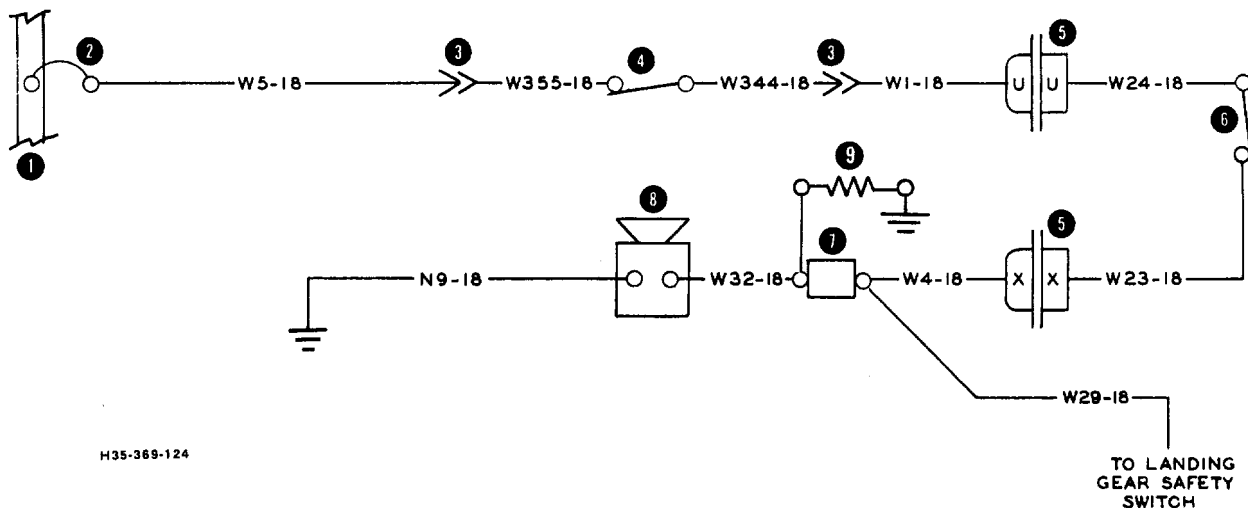 2 3 4 3 5
W5-18 W355-18 W344-18 W1-18 U U W24-18
1 6
9
8 7 5
N9-18 W32-18 W4-18 X X W23-18
W29-18
H35-369-124
TO LANDING
GEAR SAFETY
SWITCH